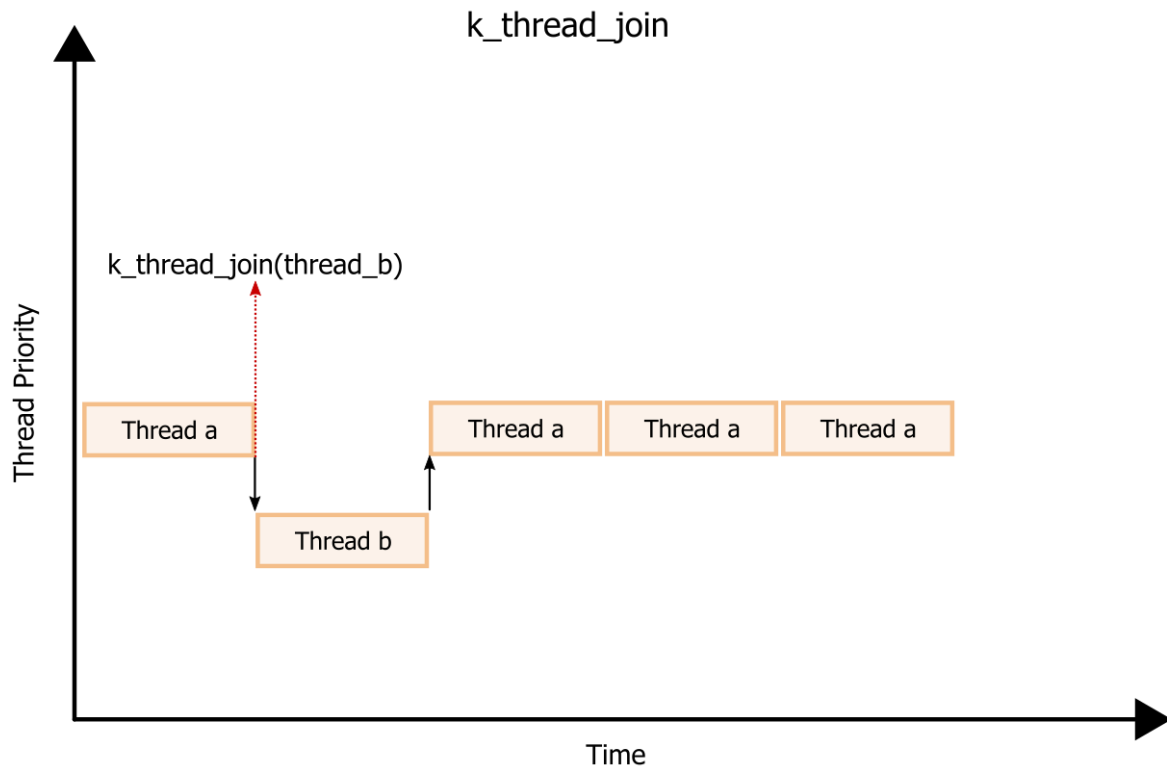 k_thread_join
k_thread_join(thread_b)
Thread Priority
Thread a
Thread a
Thread a
Thread a
Thread b
Time